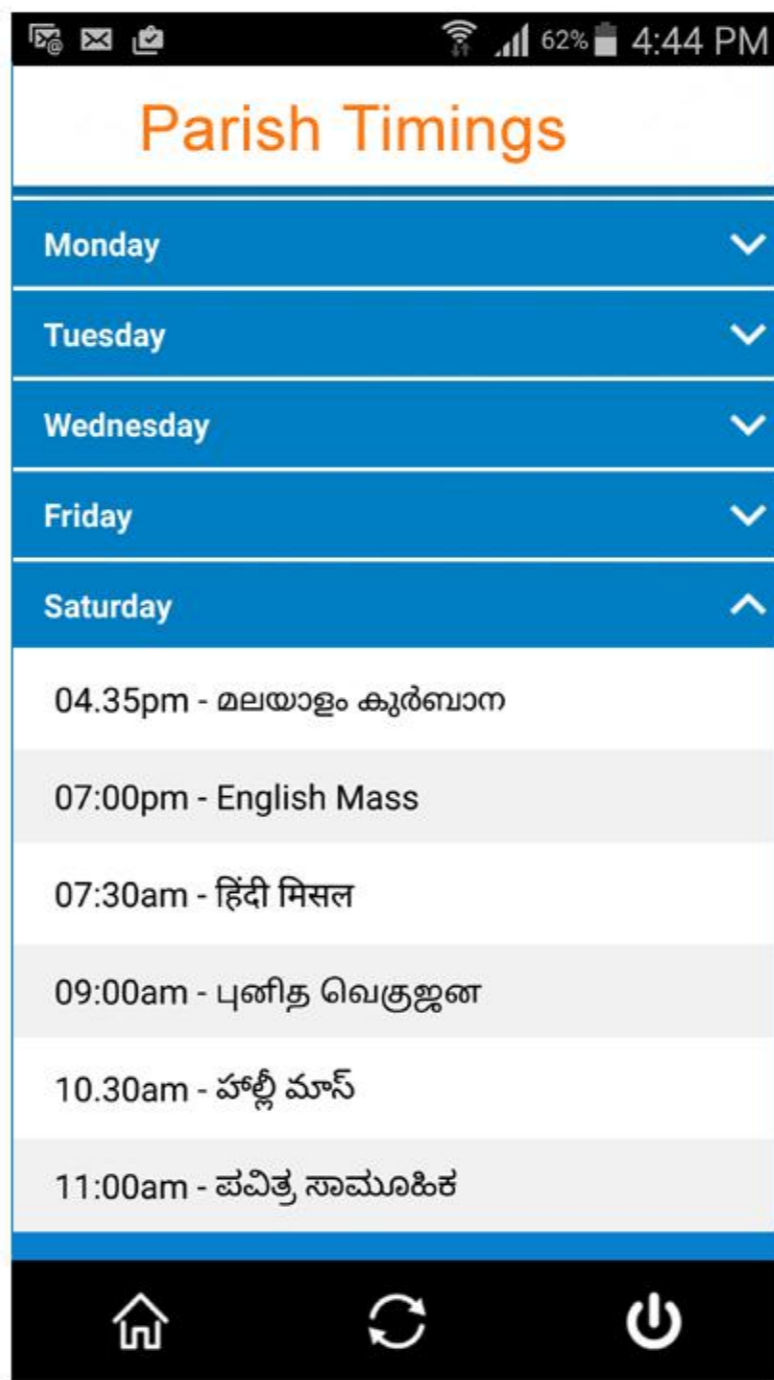 62% 4:44 PM
Parish Timings
Monday
Tuesday
Wednesday
Friday
Saturday
04.35pm - മലയാളം കുർബാന
07:00pm - English Mass
07:30am - हिंदी मिसल
09:00am - புனித வெகுஜன
10.30am - హాల్లీ మాస్
11:00am - ಪವಿತ್ರ ಸಾಮೂಹಿಕ